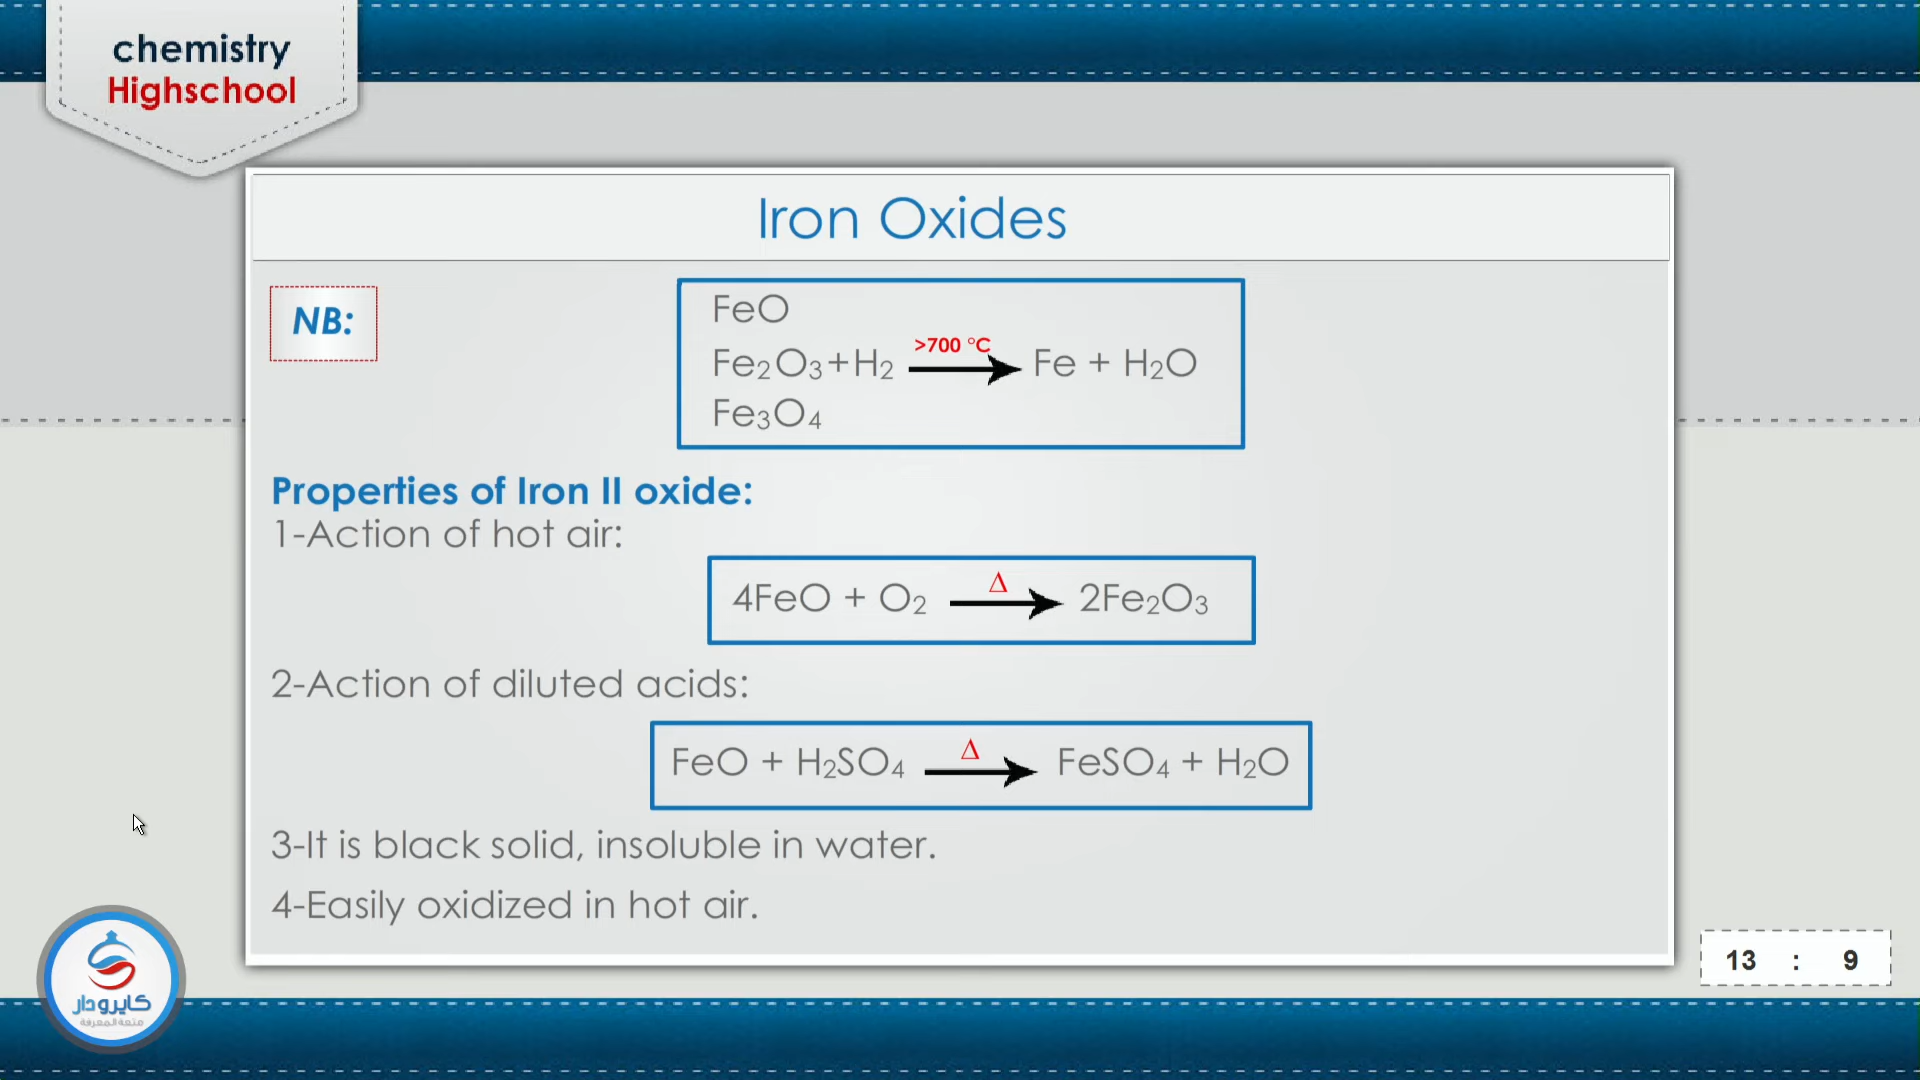 chemistry
Highschool
Iron Oxides
NB:
FeO
Fe₂O₃+H₂ >700 °C Fe + H₂O
Fe₃O₄
Properties of Iron II oxide:
1-Action of hot air:
4FeO + O₂ Δ 2Fe₂O₃
2-Action of diluted acids:
FeO + H₂SO₄ Δ FeSO₄ + H₂O
3-It is black solid, insoluble in water.
4-Easily oxidized in hot air.
13 : 9
كايرودار
متعة المعرفة